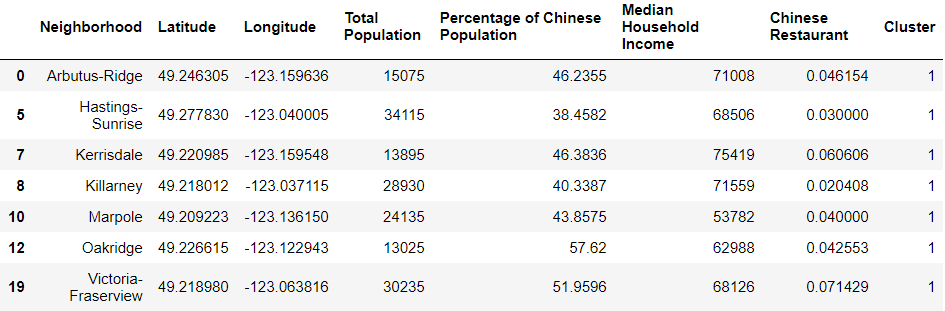 Neighborhood Latitude Longitude Total Population Percentage of Chinese Population Median Household Income Chinese Restaurant Cluster
0 Arbutus-Ridge 49.246305 -123.159636 15075 46.2355 71008 0.046154 1
5 Hastings-Sunrise 49.277830 -123.040005 34115 38.4582 68506 0.030000 1
7 Kerrisdale 49.220985 -123.159548 13895 46.3836 75419 0.060606 1
8 Killarney 49.218012 -123.037115 28930 40.3387 71559 0.020408 1
10 Marpole 49.209223 -123.136150 24135 43.8575 53782 0.040000 1
12 Oakridge 49.226615 -123.122943 13025 57.62 62988 0.042553 1
19 Victoria-Fraserview 49.218980 -123.063816 30235 51.9596 68126 0.071429 1